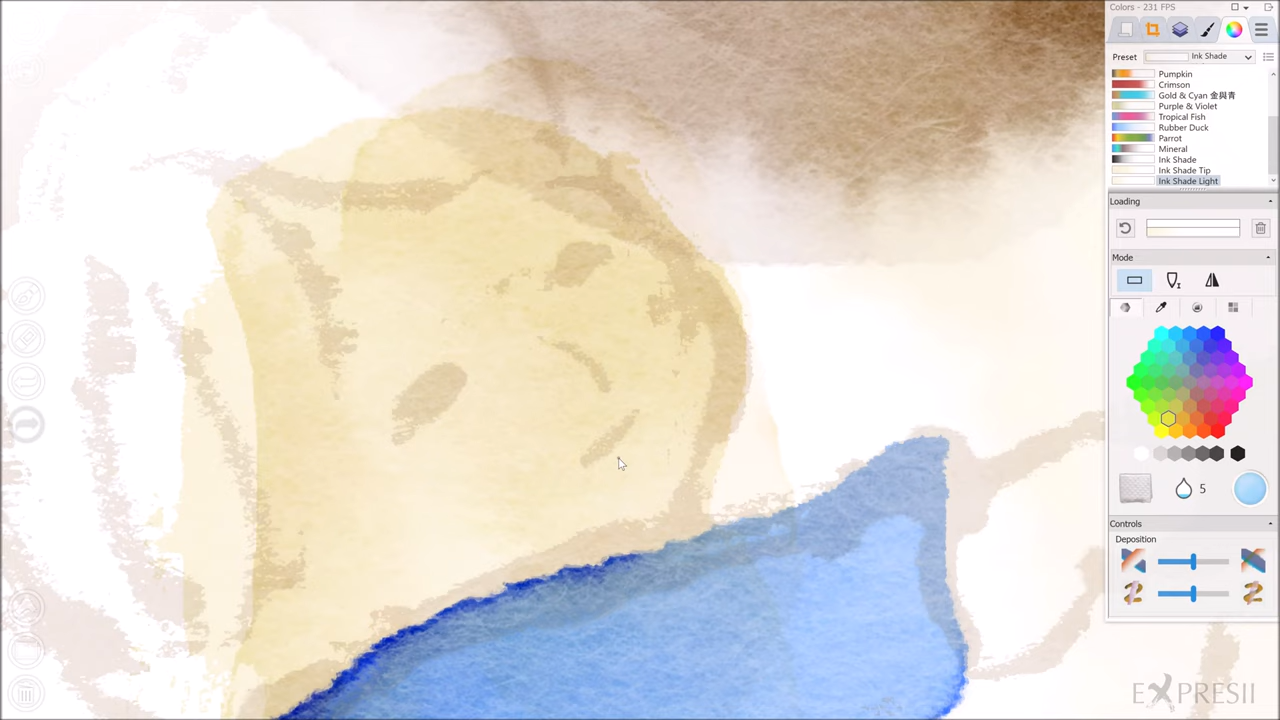 Colors - 231 FPS
Preset
Ink Shade
Pumpkin
Crimson
Gold & Cyan 金與青
Purple & Violet
Tropical Fish
Rubber Duck
Parrot
Mineral
Ink Shade
Ink Shade Tip
Ink Shade Light
Loading
Mode
5
Controls
Deposition
EXPRESII